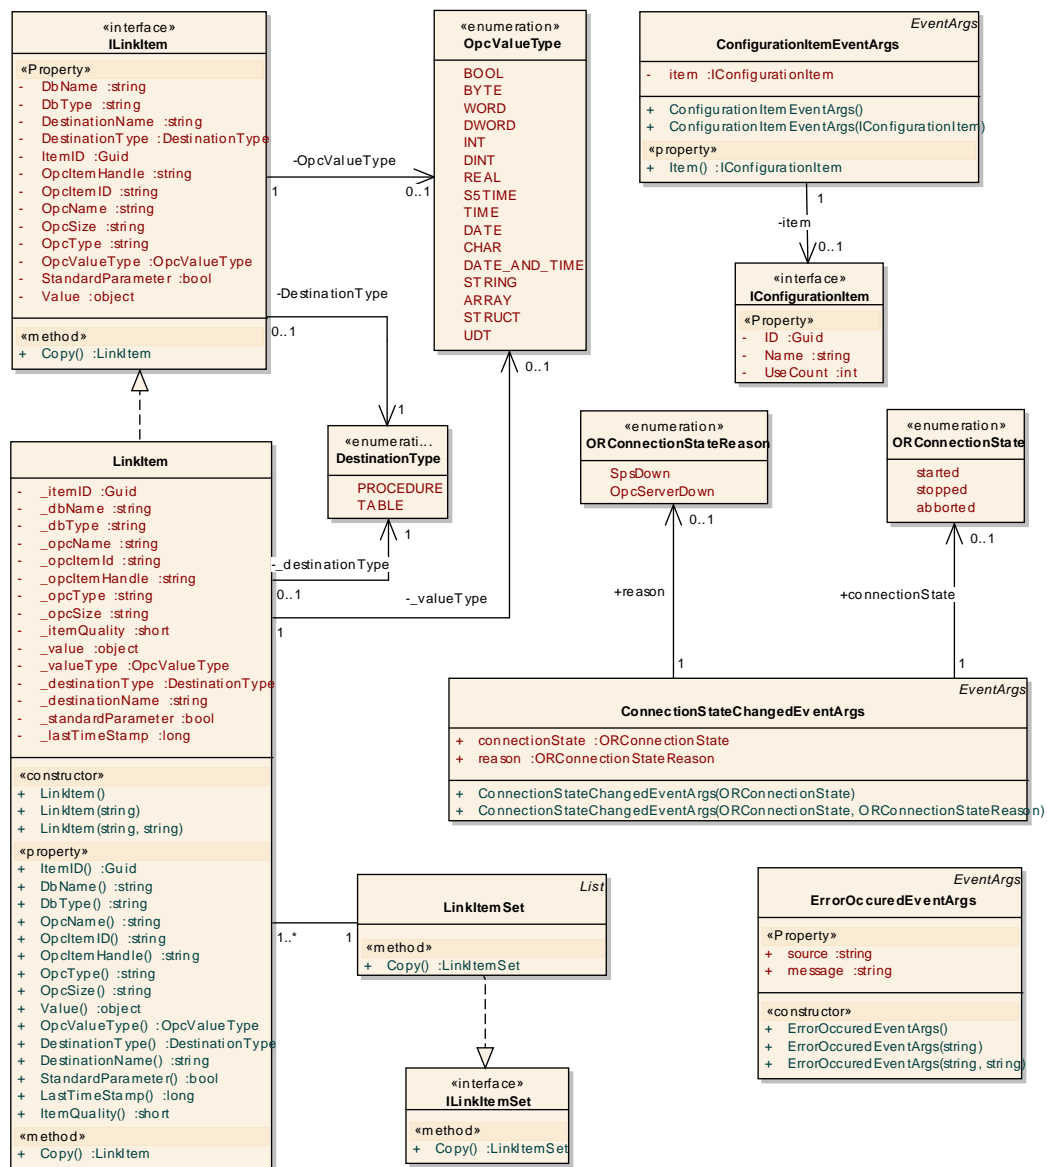 «interface»
ILinkItem
«Property»
- DbName :string
- DbType :string
- DestinationName :string
- DestinationType :DestinationType
- ItemID :Guid
- OpcItemHandle :string
- OpcItemID :string
- OpcName :string
- OpcSize :string
- OpcType :string
- OpcValueType :OpcValueType
- StandardParameter :bool
- Value :object
«method»
+ Copy() :LinkItem
-OpcValueType
1
0..1
«enumeration»
OpcValueType
BOOL
BYTE
WORD
DWORD
INT
DINT
REAL
S5TIME
TIME
DATE
CHAR
DATE_AND_TIME
STRING
ARRAY
STRUCT
UDT
EventArgs
ConfigurationItemEventArgs
- item :IConfigurationItem
+ ConfigurationItemEventArgs()
+ ConfigurationItemEventArgs(IConfigurationItem)
«property»
+ Item() :IConfigurationItem
1
-item
0..1
«interface»
IConfigurationItem
«Property»
- ID :Guid
- Name :string
- UseCount :int
-DestinationType
0..1
1
«enumerati...
DestinationType
PROCEDURE
TABLE
1
-_destinationType
0..1
-_valueType
1
0..1
«enumeration»
ORConnectionStateReason
SpsDown
OpcServerDown
0..1
+reason
1
«enumeration»
ORConnectionState
started
stopped
abborted
0..1
+connectionState
1
LinkItem
- _itemID :Guid
- _dbName :string
- _dbType :string
- _opcName :string
- _opcItemId :string
- _opcItemHandle :string
- _opcType :string
- _opcSize :string
- _itemQuality :short
- _value :object
- _valueType :OpcValueType
- _destinationType :DestinationType
- _destinationName :string
- _standardParameter :bool
- _lastTimeStamp :long
«constructor»
+ LinkItem()
+ LinkItem(string)
+ LinkItem(string, string)
«property»
+ ItemID() :Guid
+ DbName() :string
+ DbType() :string
+ OpcName() :string
+ OpcItemID() :string
+ OpcItemHandle() :string
+ OpcType() :string
+ OpcSize() :string
+ Value() :object
+ OpcValueType() :OpcValueType
+ DestinationType() :DestinationType
+ DestinationName() :string
+ StandardParameter() :bool
+ LastTimeStamp() :long
+ ItemQuality() :short
«method»
+ Copy() :LinkItem
EventArgs
ConnectionStateChangedEventArgs
+ connectionState :ORConnectionState
+ reason :ORConnectionStateReason
+ ConnectionStateChangedEventArgs(ORConnectionState)
+ ConnectionStateChangedEventArgs(ORConnectionState, ORConnectionStateReason)
1..*
1
List
LinkItemSet
«method»
+ Copy() :LinkItemSet
«interface»
ILinkItemSet
«method»
+ Copy() :LinkItemSet
EventArgs
ErrorOccuredEventArgs
«Property»
+ source :string
+ message :string
«constructor»
+ ErrorOccuredEventArgs()
+ ErrorOccuredEventArgs(string)
+ ErrorOccuredEventArgs(string, string)